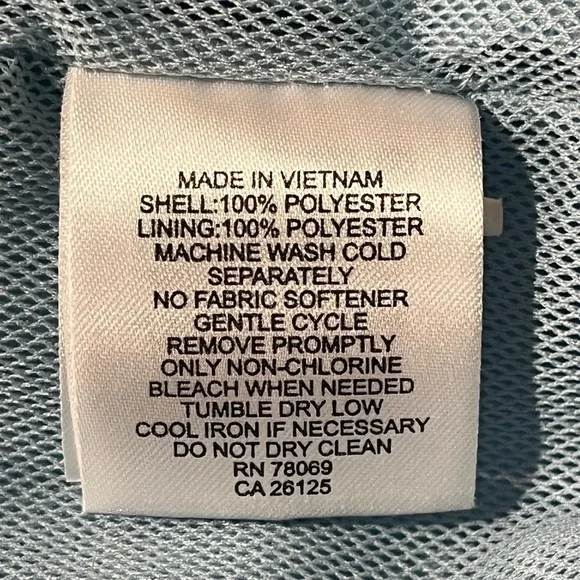 MADE IN VIETNAM
SHELL:100% POLYESTER
LINING:100% POLYESTER
MACHINE WASH COLD
SEPARATELY
NO FABRIC SOFTENER
GENTLE CYCLE
REMOVE PROMPTLY
ONLY NON-CHLORINE
BLEACH WHEN NEEDED
TUMBLE DRY LOW
COOL IRON IF NECESSARY
DO NOT DRY CLEAN
RN 78069
CA 26125